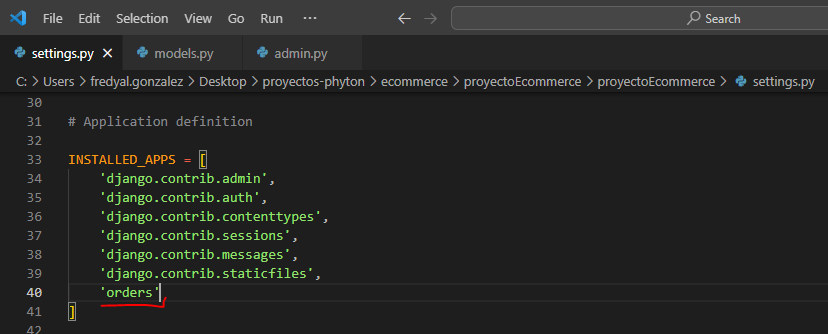 File Edit Selection View Go Run ... ← → Search
settings.py × models.py admin.py
C: > Users > fredyal.gonzalez > Desktop > proyectos-phyton > ecommerce > proyectoEcommerce > proyectoEcommerce > settings.py
30
31 # Application definition
32
33 INSTALLED_APPS = [
34 'django.contrib.admin',
35 'django.contrib.auth',
36 'django.contrib.contenttypes',
37 'django.contrib.sessions',
38 'django.contrib.messages',
39 'django.contrib.staticfiles',
40 'orders'
41 ]
42